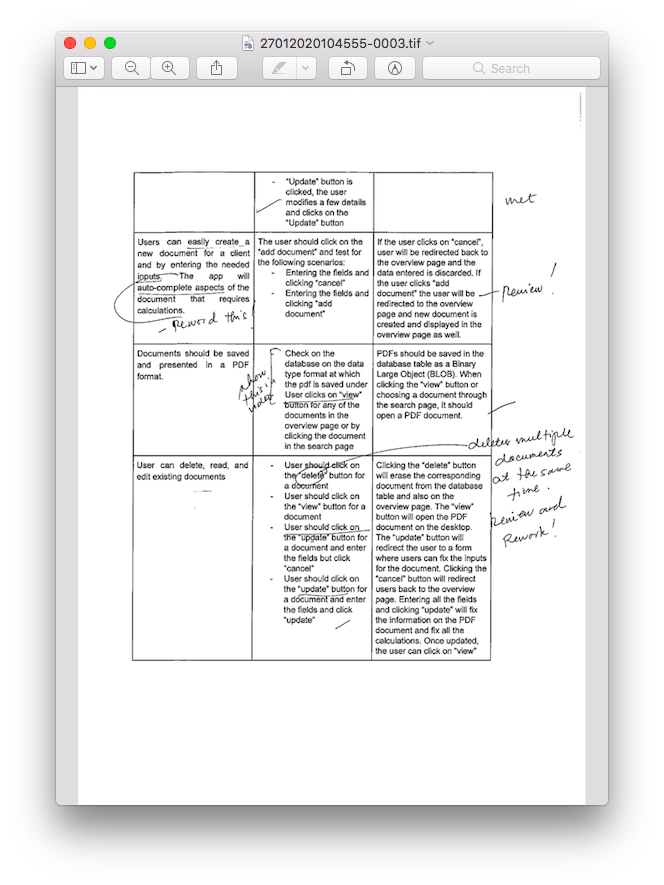 27012020104555-0003.tif
Search
- "Update" button is
clicked, the user
modifies a few details
and clicks on the
"Update" button
met
Users can easily create a
new document for a client
and by entering the needed
inputs. The app will
auto-complete aspects of the
document that requires
calculations.
- Reword this!
The user should click on the
"add document" and test for
the following scenarios:
- Entering the fields and
clicking "cancel"
- Entering the fields and
clicking "add
document"
If the user clicks on "cancel",
user will be redirected back to
the overview page and the
data entered is discarded. If
the user clicks "add
document" the user will be
redirected to the overview
page and new document is
created and displayed in the
overview page as well.
Review!
Documents should be saved
and presented in a PDF
format.
show
this in
video
- Check on the
database on the data
type format at which
the pdf is saved under
User clicks on "view"
button for any of the
documents in the
overview page or by
clicking the document
in the search page
PDFs should be saved in the
database table as a Binary
Large Object (BLOB). When
clicking the "view" button or
choosing a document through
the search page, it should
open a PDF document.
User can delete, read, and
edit existing documents
- User should click on
the "delete" button for
a document
- User should click on
the "view" button for a
document
- User should click on
the "update" button for
a document and enter
the fields but click
"cancel"
- User should click on
the "update" button for
a document and enter
the fields and click
"update"
Clicking the "delete" button
will erase the corresponding
document from the database
table and also on the
overview page. The "view"
button will open the PDF
document on the desktop.
The "update" button will
redirect the user to a form
where users can fix the inputs
for the document. Clicking the
"cancel" button will redirect
users back to the overview
page. Entering all the fields
and clicking "update" will fix
the information on the PDF
document and fix all the
calculations. Once updated,
the user can click on "view"
deletes multiple
documents
at the same
time.
Review and
Rework!